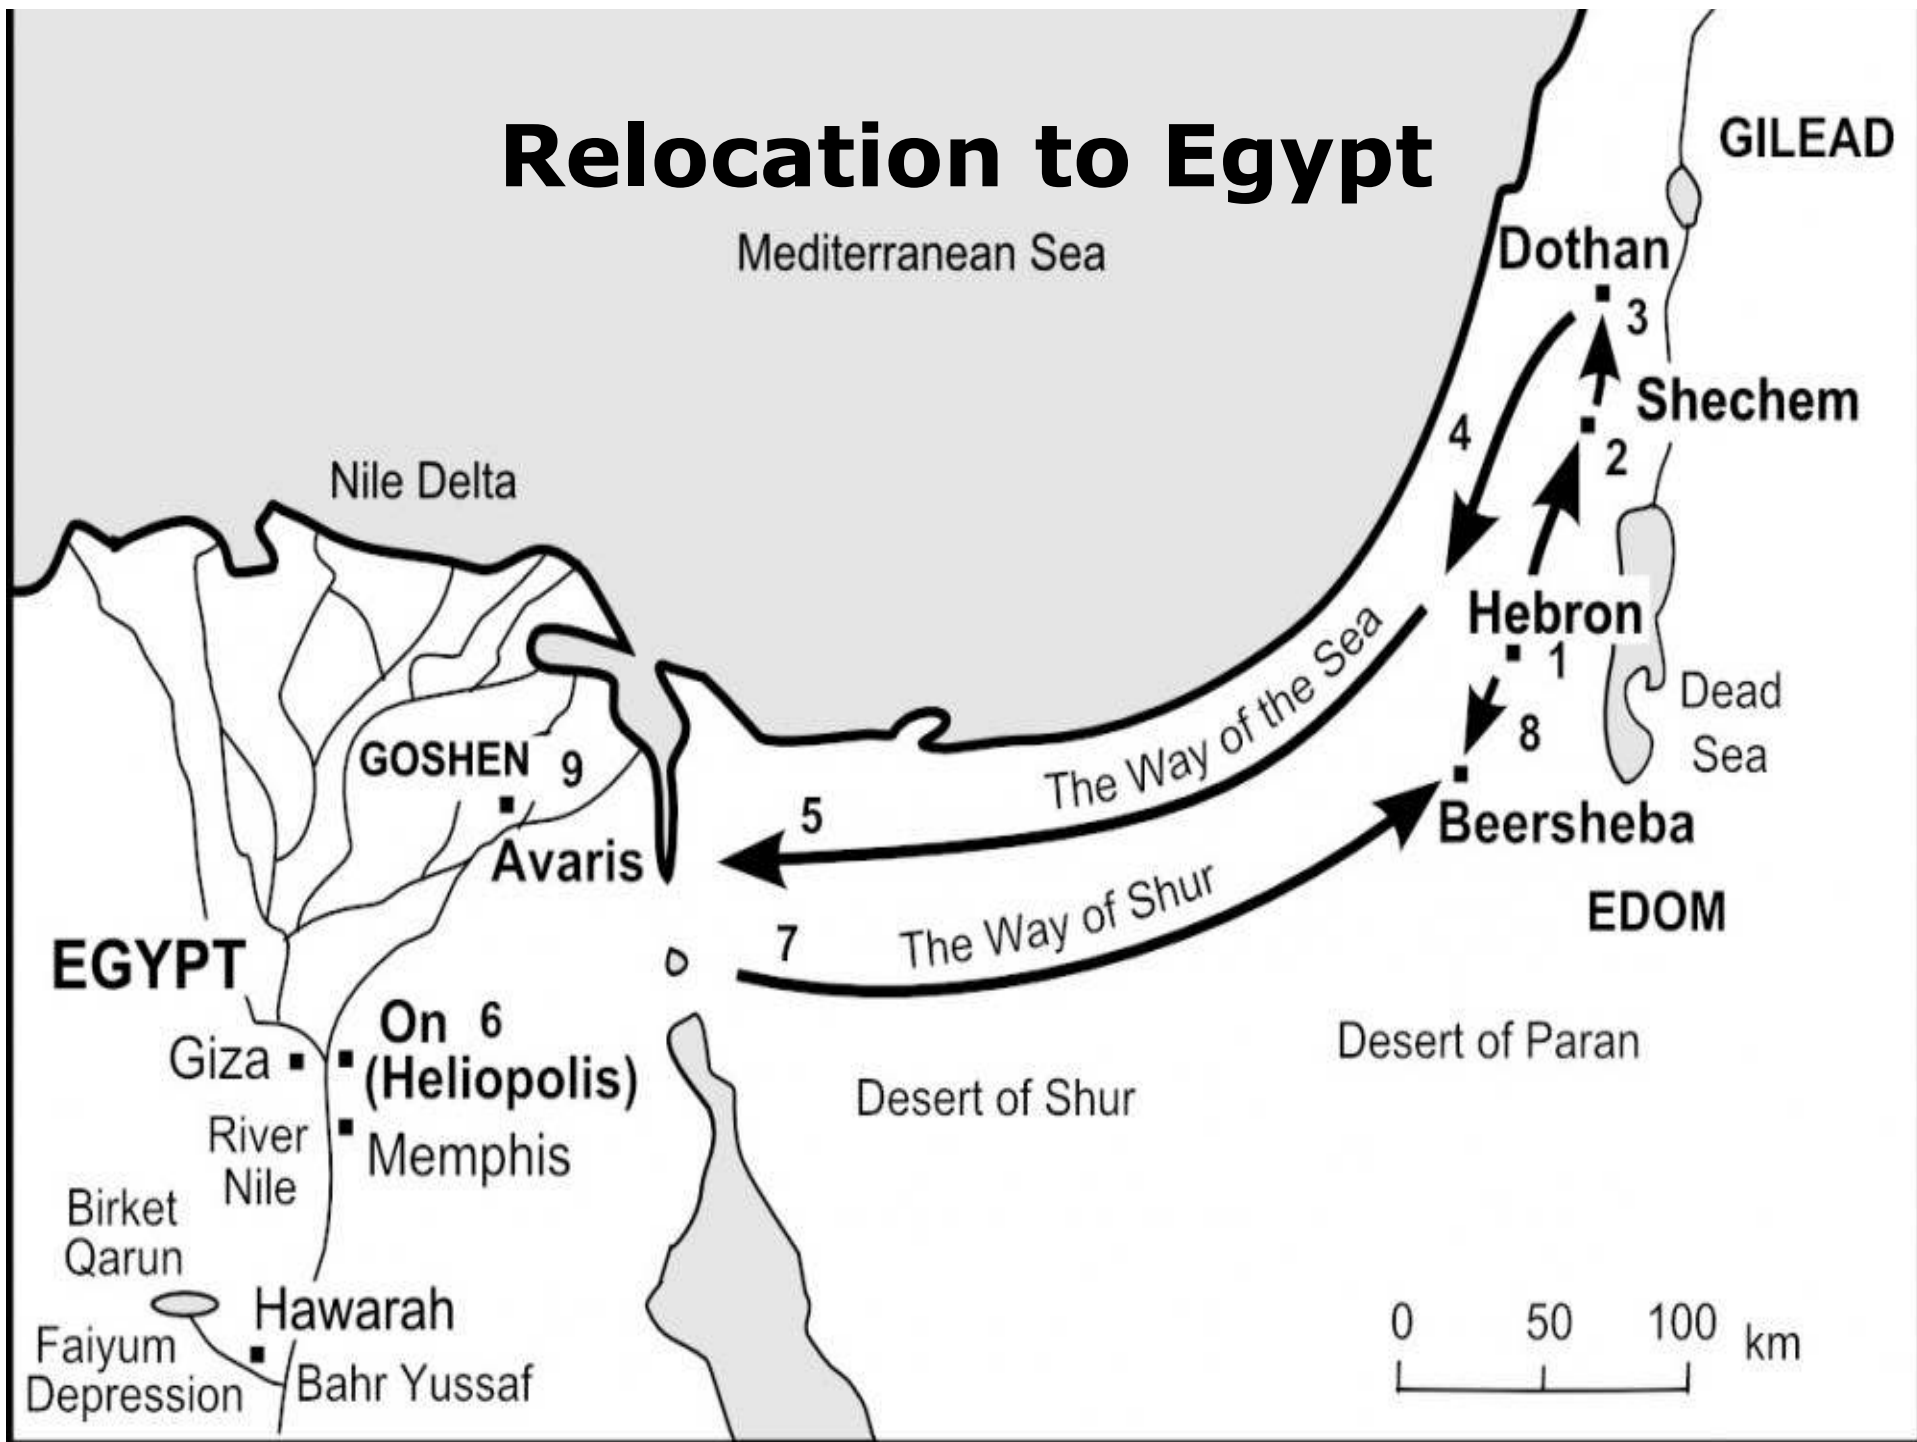 Relocation to Egypt
GILEAD
Mediterranean Sea
Dothan
3
Shechem
4
2
Nile Delta
Hebron
1
The Way of the Sea
Dead
Sea
8
GOSHEN 9
5
Beersheba
Avaris
The Way of Shur
EDOM
7
EGYPT
On 6
(Heliopolis)
Giza
Desert of Paran
Desert of Shur
River
Nile
Memphis
Birket
Qarun
Hawarah
0 50 100 km
Faiyum
Depression
Bahr Yussaf